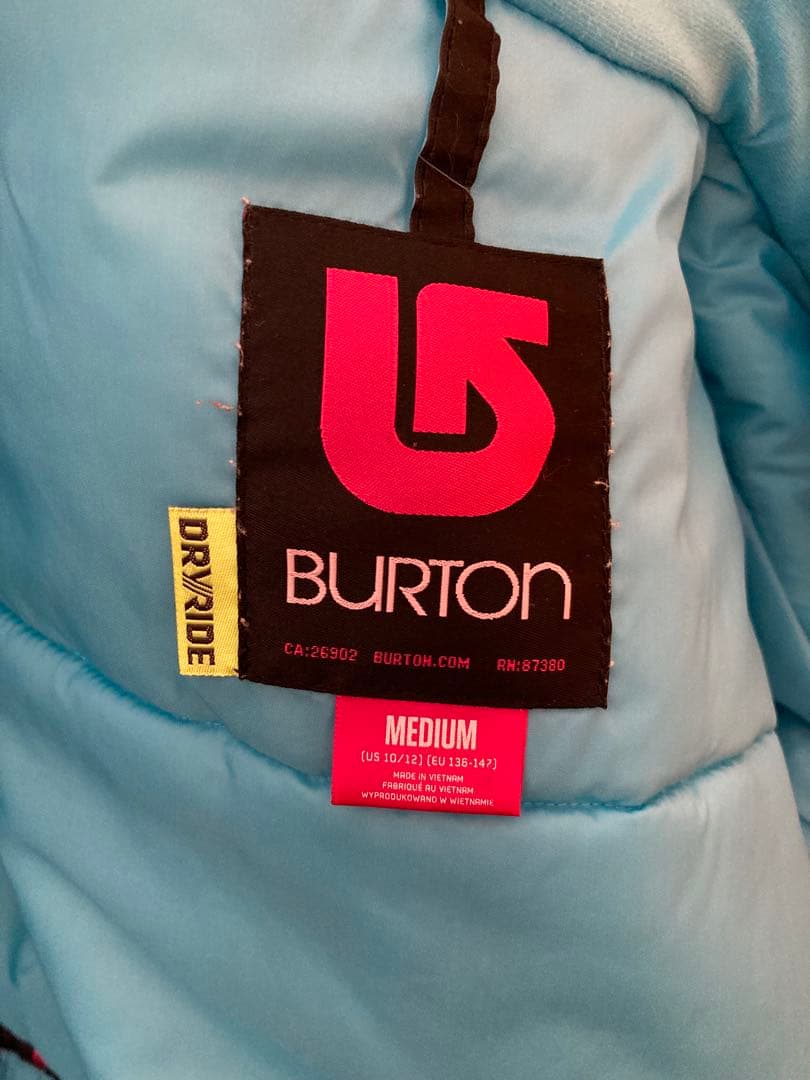 BURTON
CA:26902 BURTON.COM RN:87380
DRYRIDE
MEDIUM
(US 10/12) (EU 136-147)
MADE IN VIETNAM
FABRIQUÉ AU VIETNAM
WYPRODUKOWANO W WIETNAMIE